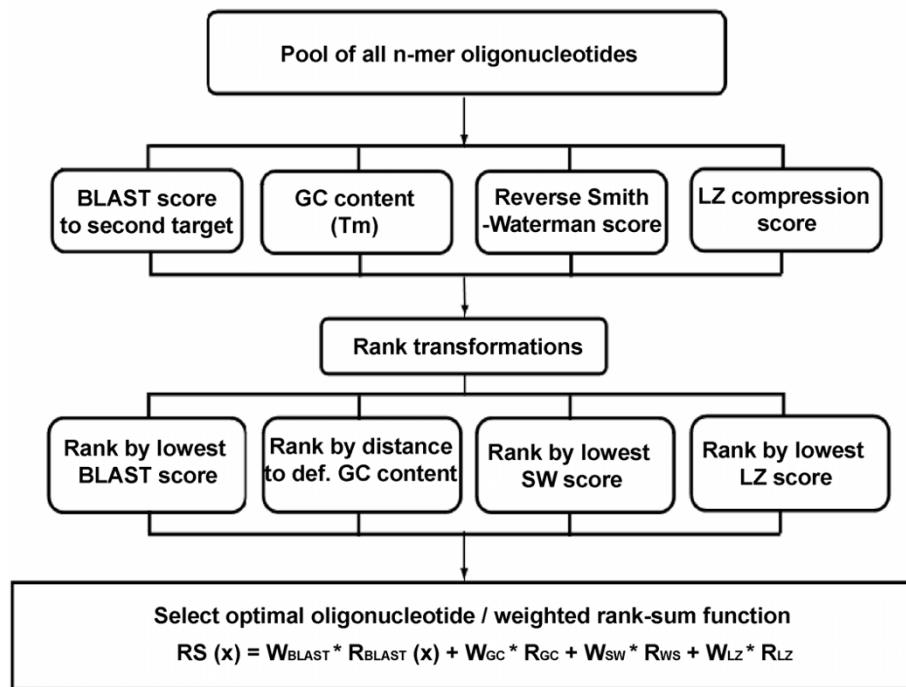 Pool of all n-mer oligonucleotides
BLAST score
to second target
GC content
(Tm)
Reverse Smith
-Waterman score
LZ compression
score
Rank transformations
Rank by lowest
BLAST score
Rank by distance
to def. GC content
Rank by lowest
SW score
Rank by lowest
LZ score
Select optimal oligonucleotide / weighted rank-sum function
RS (x) = WBLAST * RBLAST (x) + WGC * RGC + WSW * RWS + WLZ * RLZ